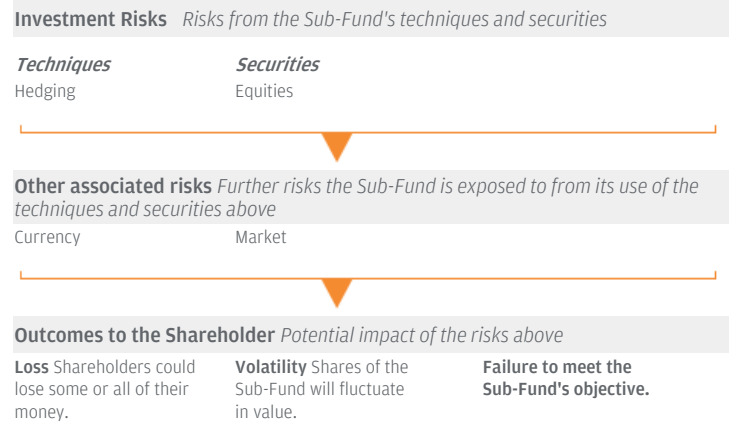 Investment Risks Risks from the Sub-Fund's techniques and securities
Techniques Securities
Hedging Equities
Other associated risks Further risks the Sub-Fund is exposed to from its use of the
techniques and securities above
Currency Market
Outcomes to the Shareholder Potential impact of the risks above
Loss Shareholders could
lose some or all of their
money.
Volatility Shares of the
Sub-Fund will fluctuate
in value.
Failure to meet the
Sub-Fund's objective.